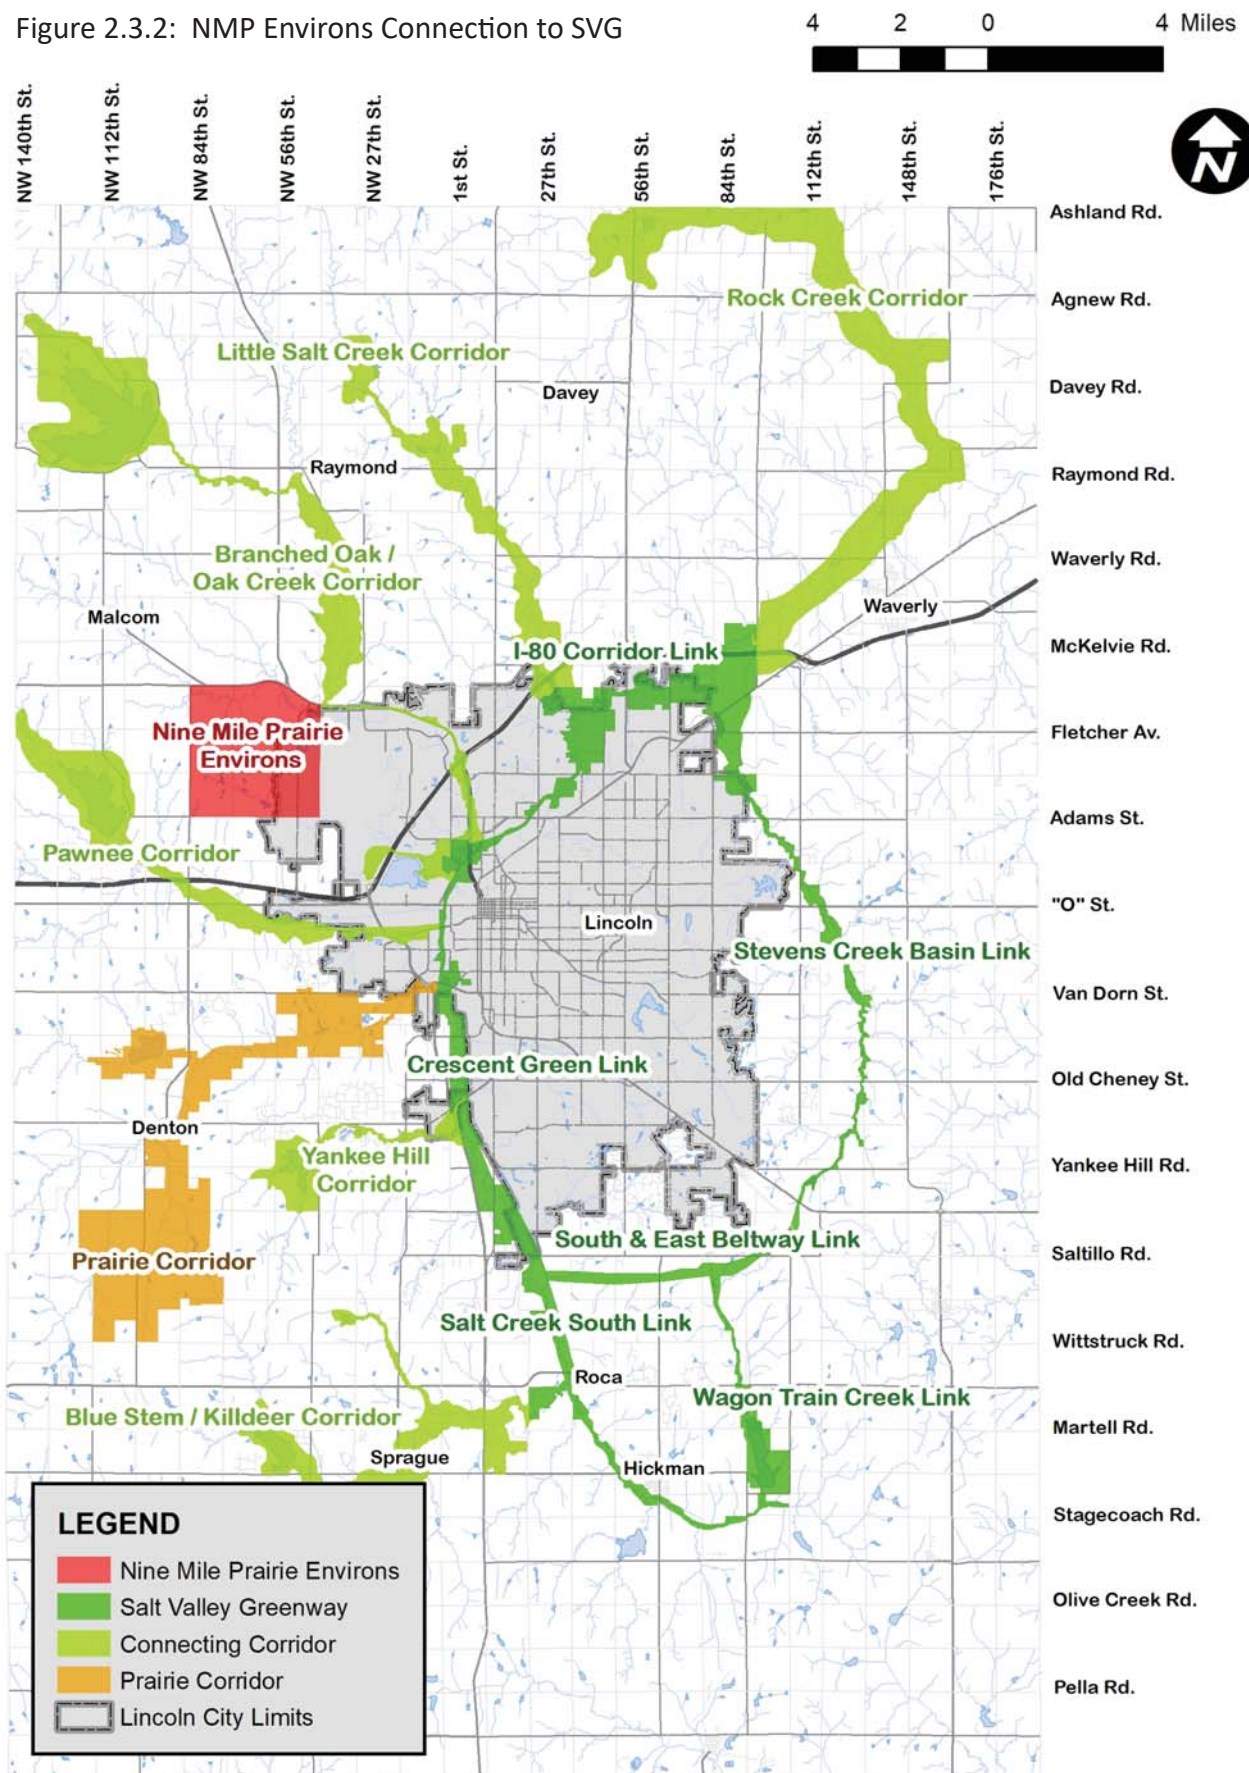 Figure 2.3.2: NMP Environs Connection to SVG
4 2 0 4 Miles
NW 140th St.
NW 112th St.
NW 84th St.
NW 56th St.
NW 27th St.
1st St.
27th St.
56th St.
84th St.
112th St.
148th St.
176th St.
N
Ashland Rd.
Rock Creek Corridor
Agnew Rd.
Little Salt Creek Corridor
Davey
Davey Rd.
Raymond
Raymond Rd.
Branched Oak /
Oak Creek Corridor
Waverly Rd.
Malcom
Waverly
I-80 Corridor Link
McKelvie Rd.
Nine Mile Prairie
Environs
Fletcher Av.
Adams St.
Pawnee Corridor
"O" St.
Lincoln
Stevens Creek Basin Link
Van Dorn St.
Crescent Green Link
Old Cheney St.
Denton
Yankee Hill
Corridor
Yankee Hill Rd.
South & East Beltway Link
Saltillo Rd.
Prairie Corridor
Salt Creek South Link
Wittstruck Rd.
Roca
Wagon Train Creek Link
Blue Stem / Killdeer Corridor
Martell Rd.
Sprague
Hickman
Stagecoach Rd.
LEGEND
Nine Mile Prairie Environs
Salt Valley Greenway
Connecting Corridor
Prairie Corridor
Lincoln City Limits
Olive Creek Rd.
Pella Rd.